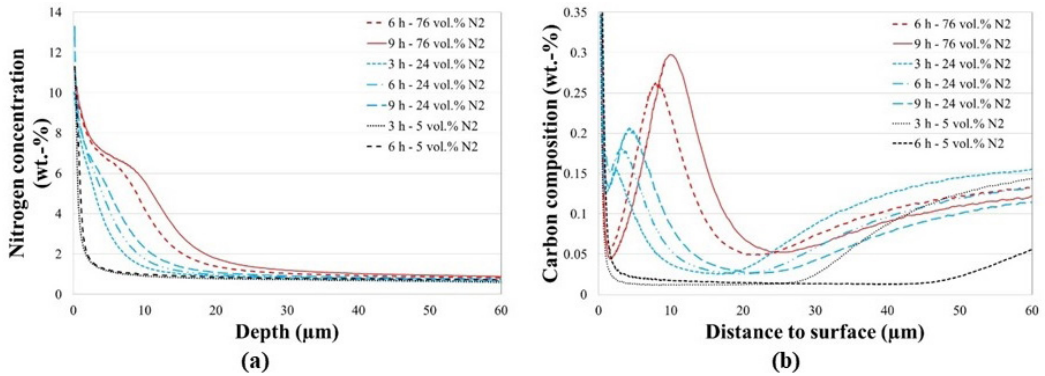 14
12
10
8
6
4
2
0
0 10 20 30 40 50 60
Nitrogen concentration
(wt.-%)
Depth (µm)
6 h - 76 vol.% N2
9 h - 76 vol.% N2
3 h - 24 vol.% N2
6 h - 24 vol.% N2
9 h - 24 vol.% N2
3 h - 5 vol.% N2
6 h - 5 vol.% N2
(a)
0.35
0.3
0.25
0.2
0.15
0.1
0.05
0
0 10 20 30 40 50 60
Carbon composition (wt.-%)
Distance to surface (µm)
6 h - 76 vol.% N2
9 h - 76 vol.% N2
3 h - 24 vol.% N2
6 h - 24 vol.% N2
9 h - 24 vol.% N2
3 h - 5 vol.% N2
6 h - 5 vol.% N2
(b)